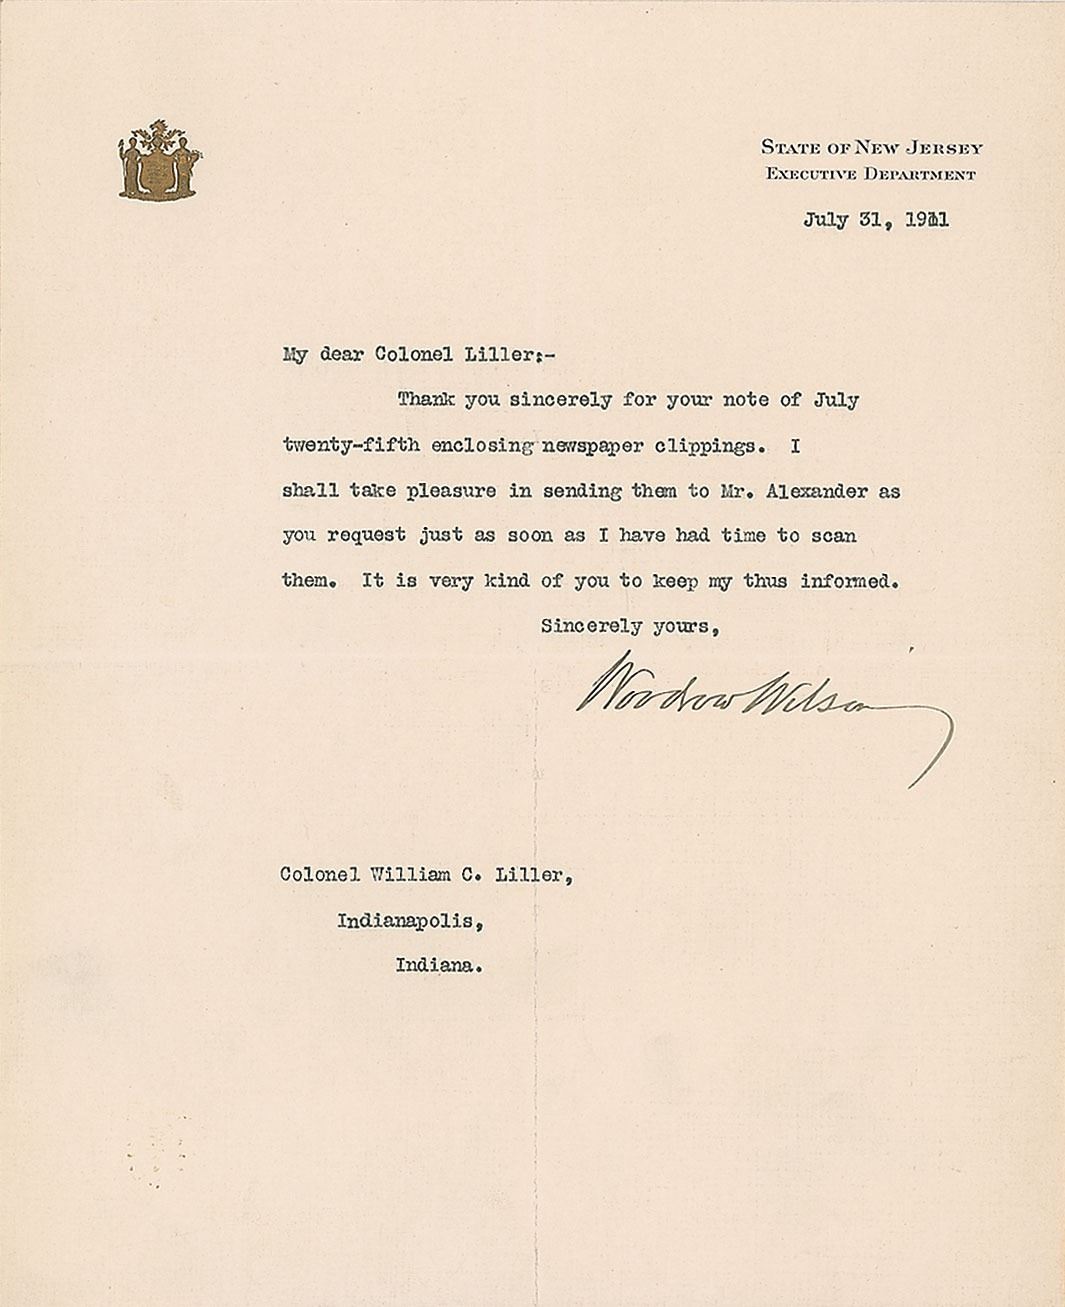 STATE OF NEW JERSEY
EXECUTIVE DEPARTMENT
July 31, 1911
My dear Colonel Liller:-
Thank you sincerely for your note of July
twenty-fifth enclosing newspaper clippings. I
shall take pleasure in sending them to Mr. Alexander as
you request just as soon as I have had time to scan
them. It is very kind of you to keep my thus informed.
Sincerely yours,
Woodrow Wilson
Colonel William C. Liller,
Indianapolis,
Indiana.